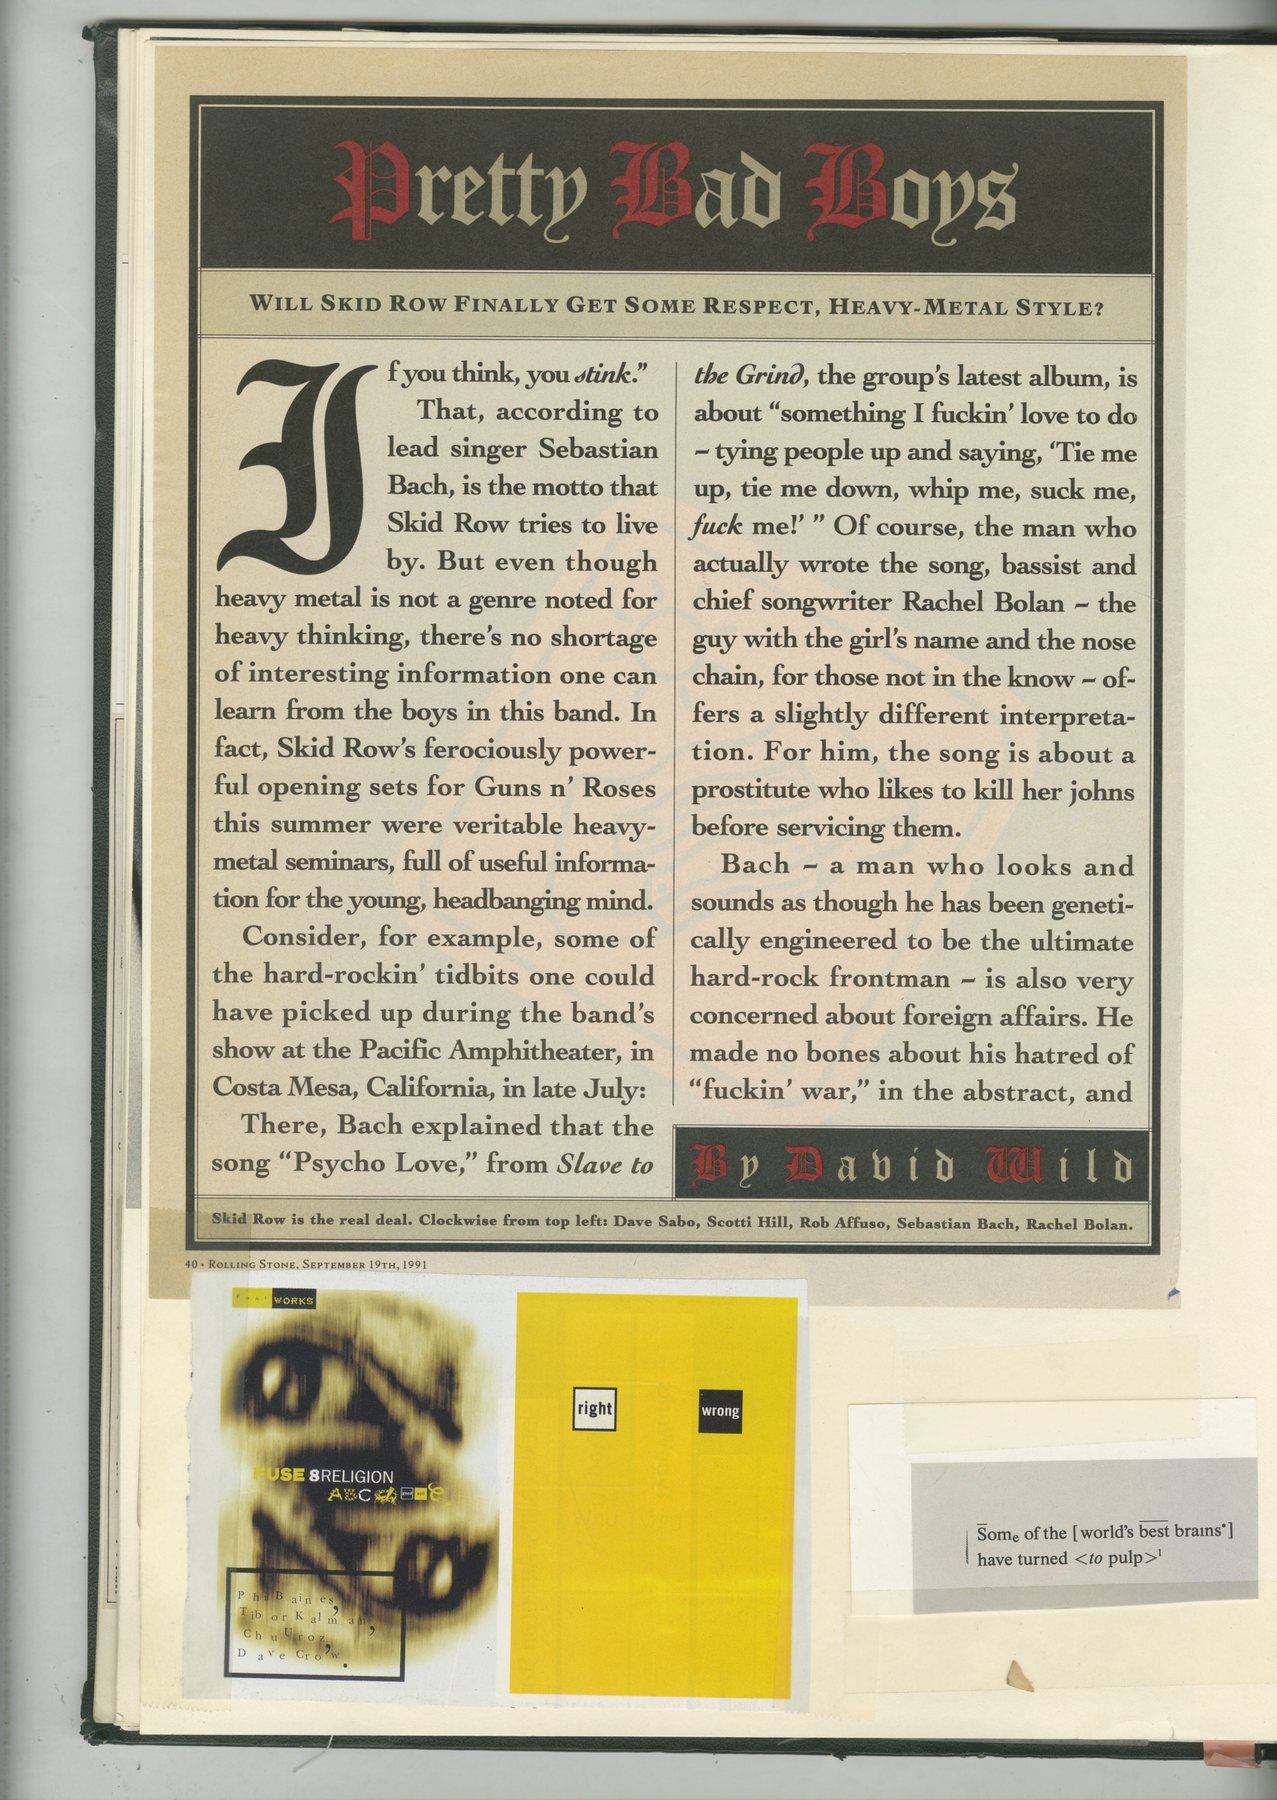 Pretty Bad Boys
WILL SKID ROW FINALLY GET SOME RESPECT, HEAVY-METAL STYLE?
If you think, you stink.”
That, according to
lead singer Sebastian
Bach, is the motto that
Skid Row tries to live
by. But even though
heavy metal is not a genre noted for
heavy thinking, there’s no shortage
of interesting information one can
learn from the boys in this band. In
fact, Skid Row’s ferociously power-
ful opening sets for Guns n’ Roses
this summer were veritable heavy-
metal seminars, full of useful informa-
tion for the young, headbanging mind.
Consider, for example, some of
the hard-rockin’ tidbits one could
have picked up during the band’s
show at the Pacific Amphitheater, in
Costa Mesa, California, in late July:
There, Bach explained that the
song “Psycho Love,” from Slave to
the Grind, the group’s latest album, is
about “something I fuckin’ love to do
– tying people up and saying, ‘Tie me
up, tie me down, whip me, suck me,
fuck me!’ ” Of course, the man who
actually wrote the song, bassist and
chief songwriter Rachel Bolan – the
guy with the girl’s name and the nose
chain, for those not in the know – of-
fers a slightly different interpreta-
tion. For him, the song is about a
prostitute who likes to kill her johns
before servicing them.
Bach – a man who looks and
sounds as though he has been geneti-
cally engineered to be the ultimate
hard-rock frontman – is also very
concerned about foreign affairs. He
made no bones about his hatred of
“fuckin’ war,” in the abstract, and
By David Wild
Skid Row is the real deal. Clockwise from top left: Dave Sabo, Scotti Hill, Rob Affuso, Sebastian Bach, Rachel Bolan.
40 • ROLLING STONE, SEPTEMBER 19TH, 1991
WORKS
FUSE 8RELIGION
Phil Baines,
Tibor Kalman,
Chu Uroz,
Dave Crow.
right
wrong
Some of the [world’s best brains*]
have turned <to pulp>1